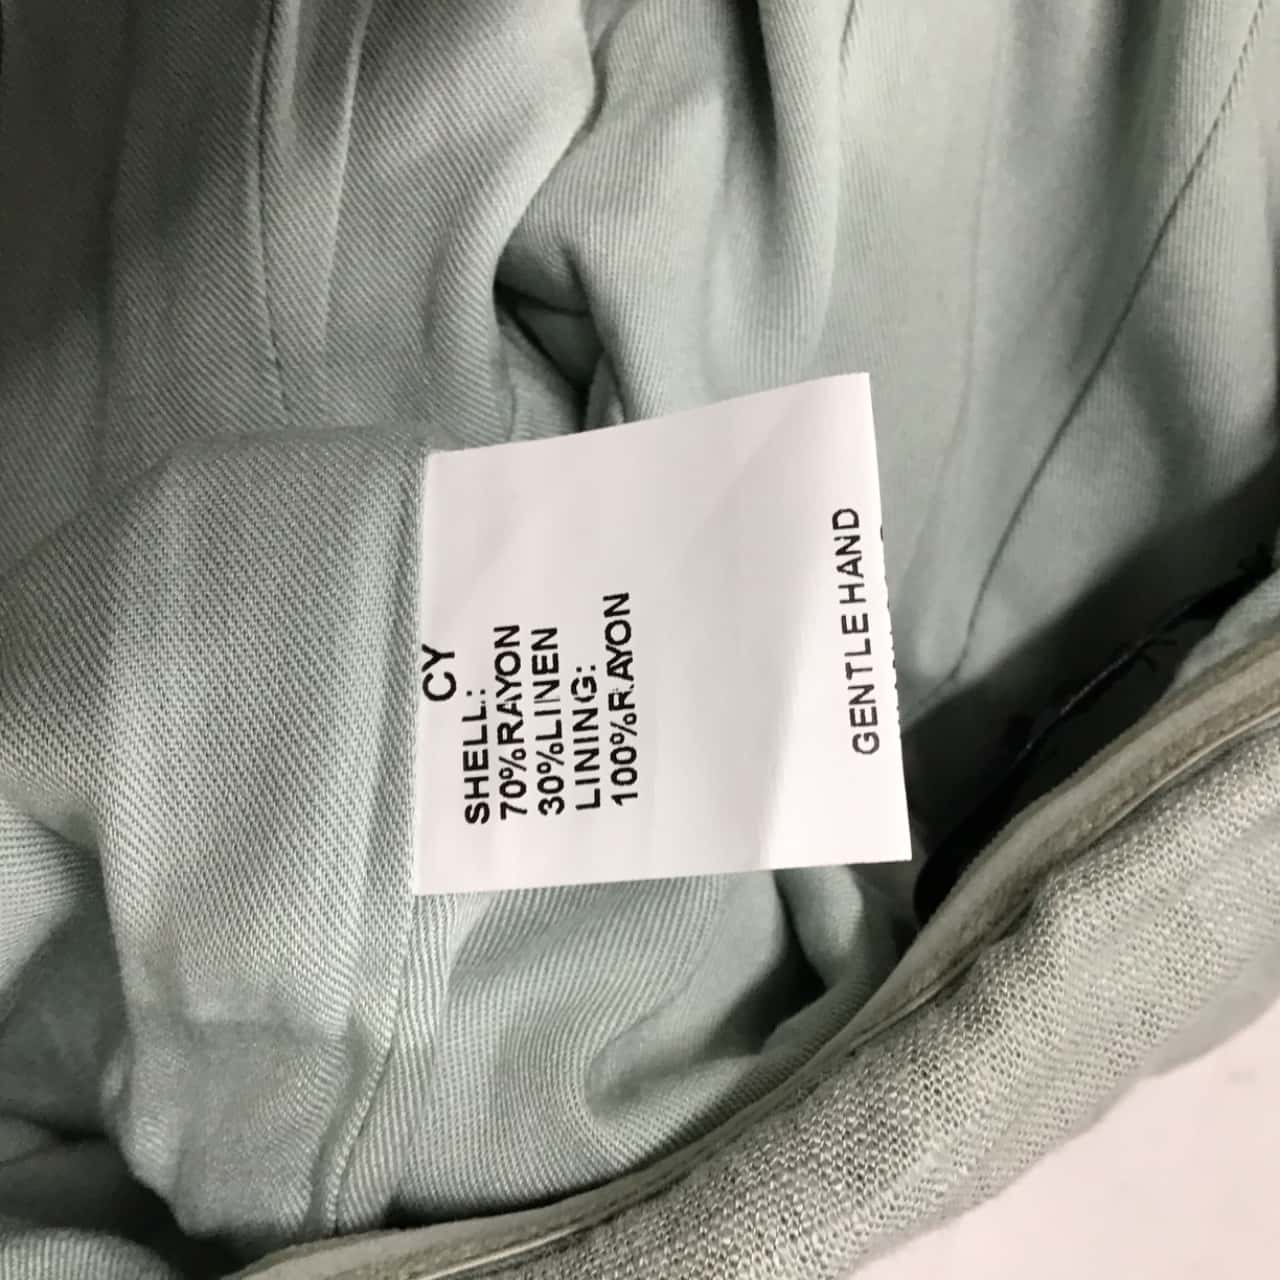 CY
SHELL:
70%RAYON
30%LINEN
LINING:
100%RAYON
GENTLE HAND